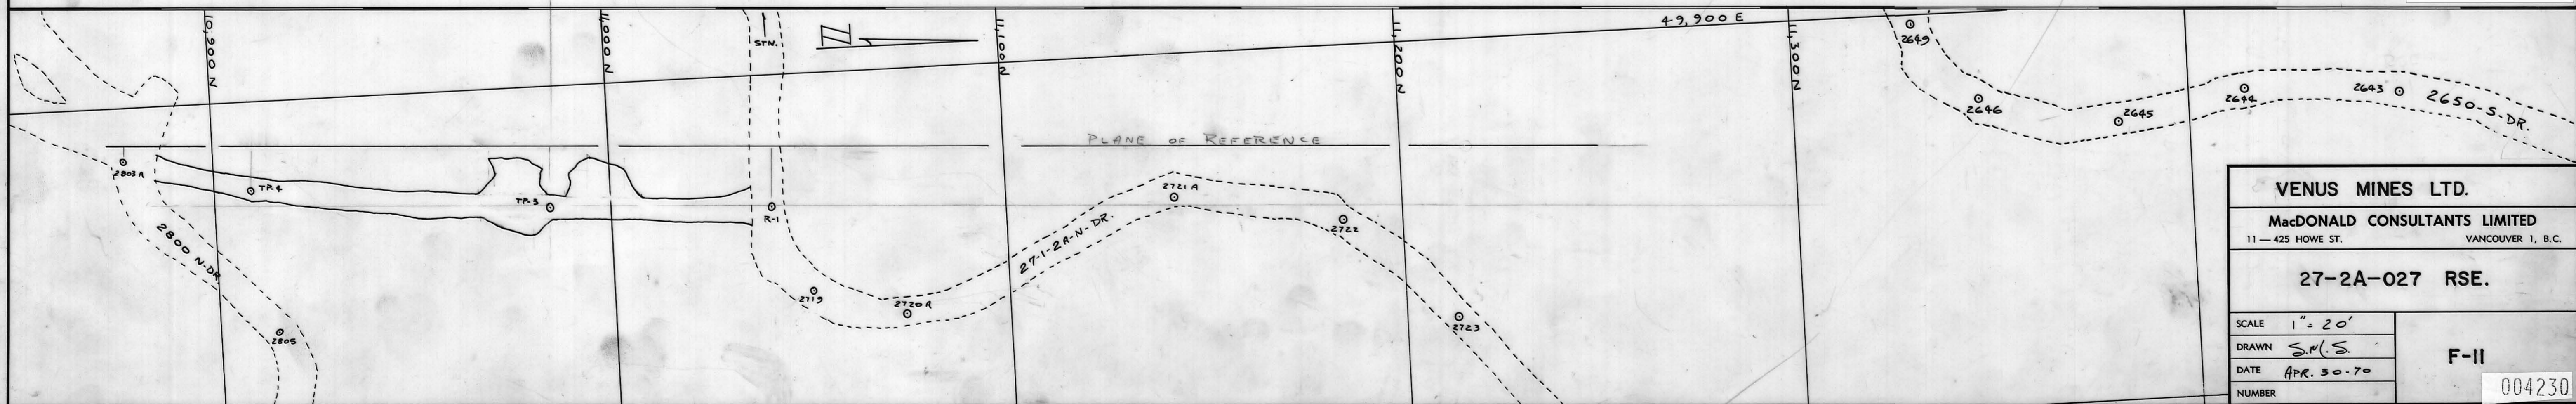 10,900 N
11,000 N
STN.
N
11,100 N
11,200 N
49,900 E
11,300 N
2649
2646
2645
2644
2643
2650-S-DR.
PLANE OF REFERENCE
2803 A
TP-4
TP-3
R-1
2721 A
2722
27-1-2A-N-DR.
2800 N-DR.
2719
2720 A
2723
2805
VENUS MINES LTD.
MacDONALD CONSULTANTS LIMITED
11 — 425 HOWE ST. VANCOUVER 1, B.C.
27-2A-027 RSE.
SCALE 1" = 20'
DRAWN
DATE APR. 30-70
NUMBER
F-11
004230